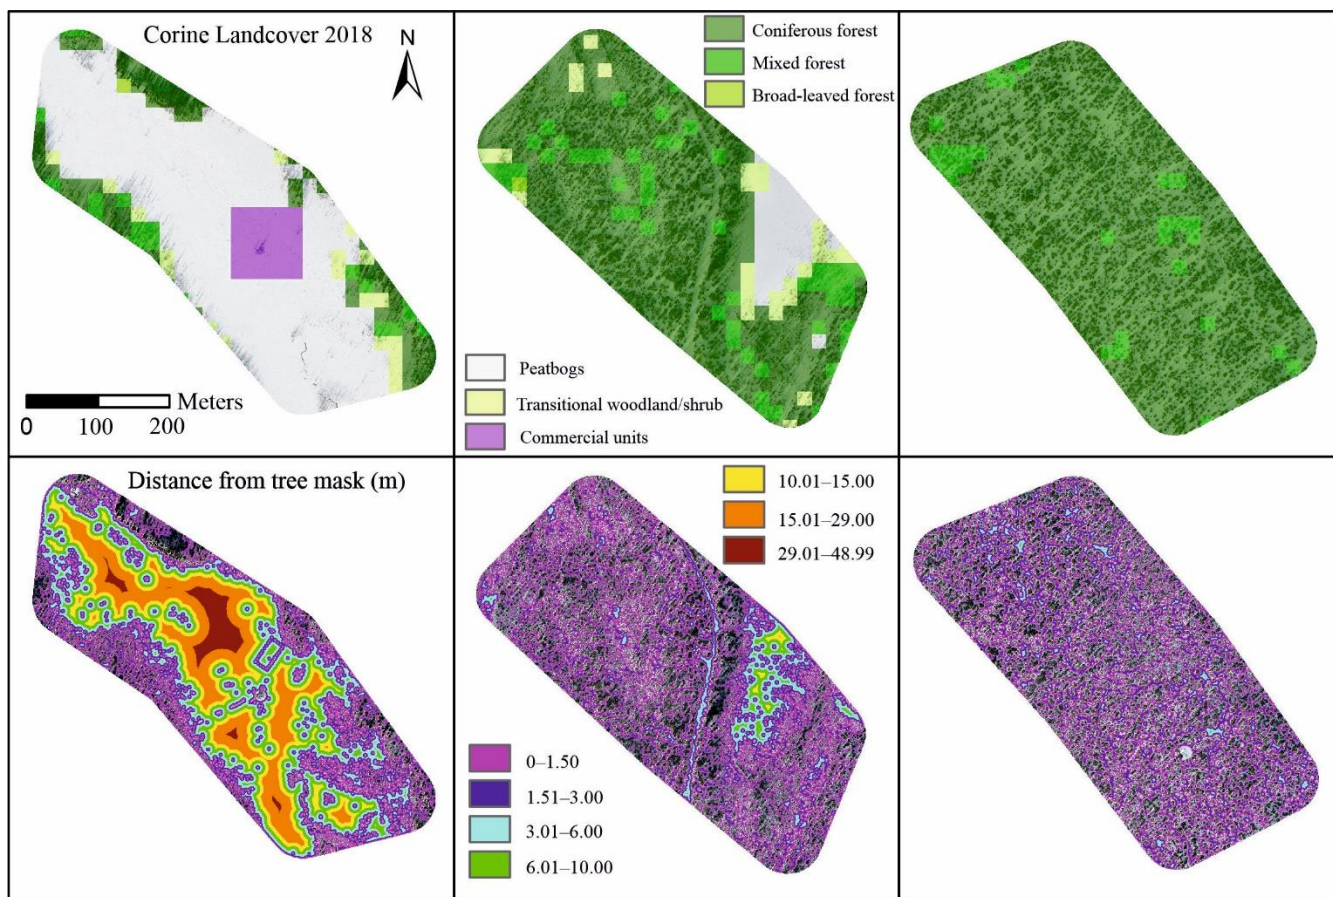 Corine Landcover 2018
N
Meters
0 100 200
Coniferous forest
Mixed forest
Broad-leaved forest
Peatbogs
Transitional woodland/shrub
Commercial units
Distance from tree mask (m)
10.01–15.00
15.01–29.00
29.01–48.99
0–1.50
1.51–3.00
3.01–6.00
6.01–10.00